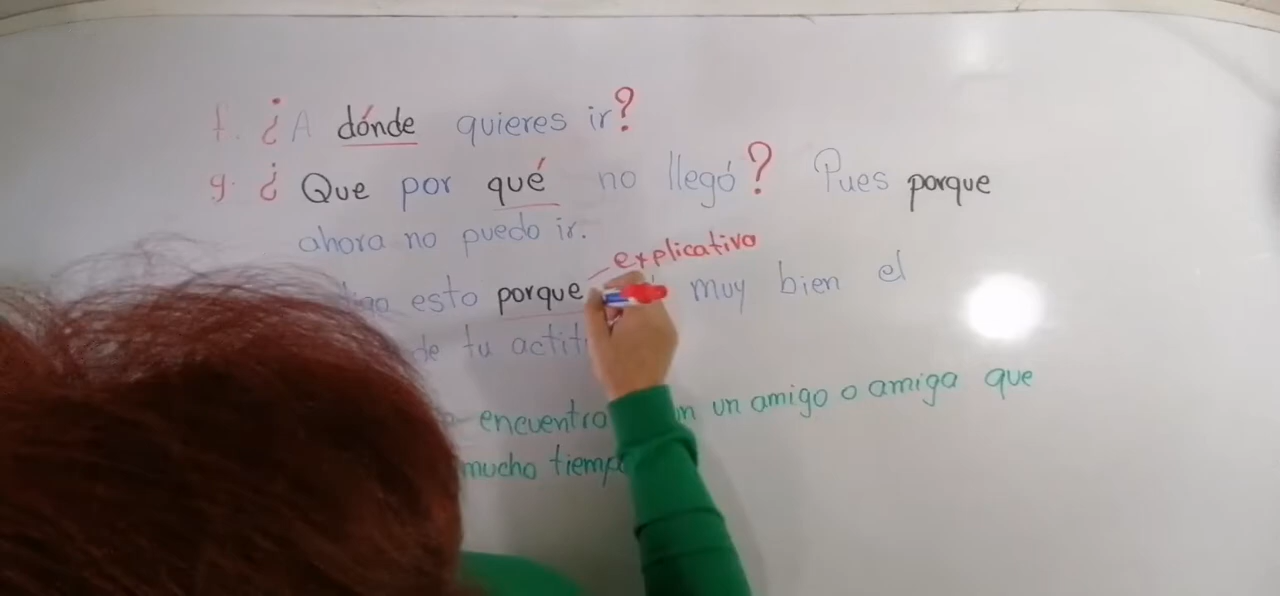 f. ¿A dónde quieres ir?
g. ¿Que por qué no llegó? Pues porque
ahora no puedo ir.
explicativo
esto porque muy bien el
de tu
encuentro un amigo o amiga que
mucho tiempo